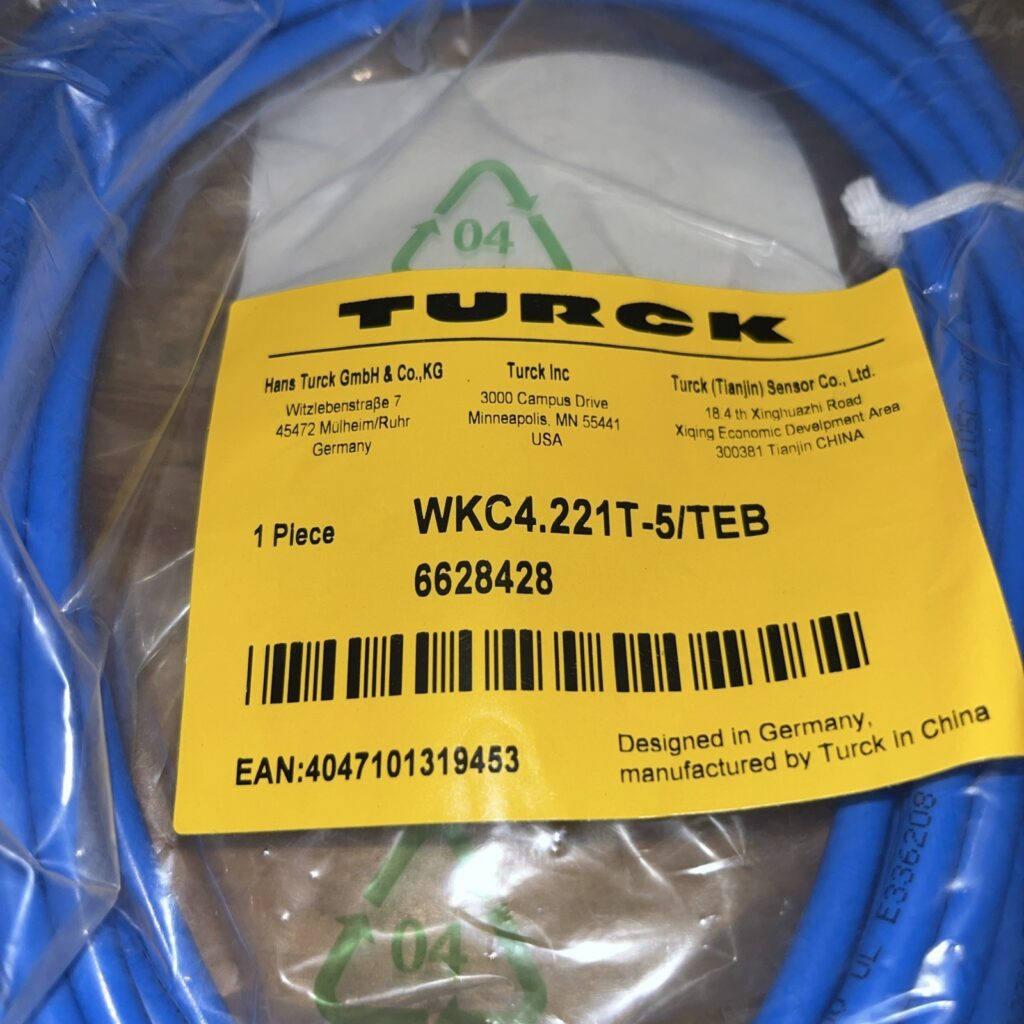 04
TURCK
Hans Turck GmbH & Co.,KG
Witzlebenstraße 7
45472 Mülheim/Ruhr
Germany
Turck Inc
3000 Campus Drive
Minneapolis, MN 55441
USA
Turck (Tianjin) Sensor Co., Ltd.
18.4 th Xinghuazhi Road
Xiqing Economic Develpment Area
300381 Tianjin CHINA
1 Piece
WKC4.221T-5/TEB
6628428
EAN:4047101319453
Designed in Germany,
manufactured by Turck in China
04
UL E336208